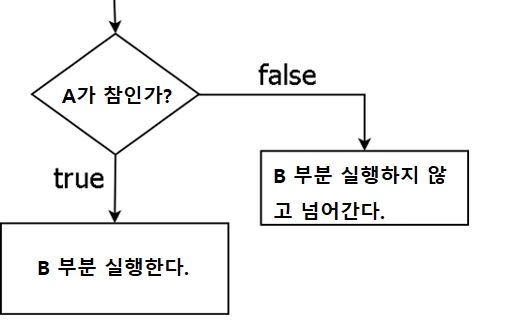 A가 참인가?
false
true
B 부분 실행하지 않
고 넘어간다.
B 부분 실행한다.